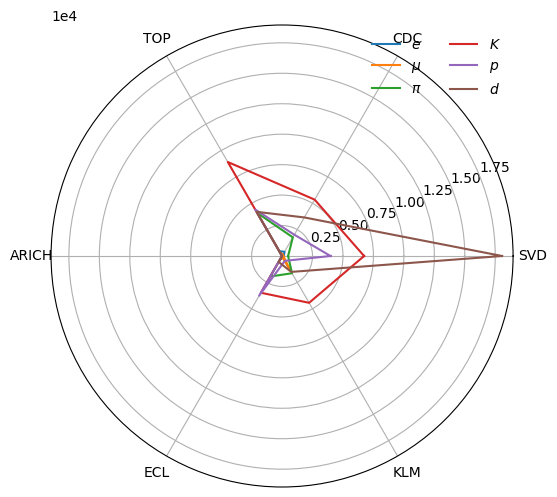 1e4
TOP
CDC
e K
μ p
π d
1.75
1.50
1.25
1.00
0.75
0.50
0.25
ARICH
SVD
ECL
KLM